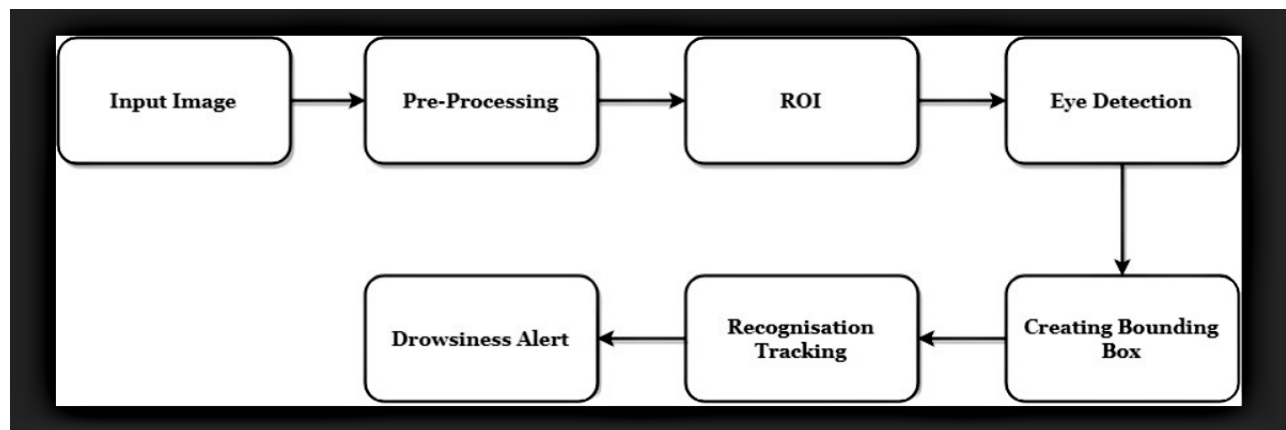 Input Image
Pre-Processing
ROI
Eye Detection
Creating Bounding
Box
Recognisation
Tracking
Drowsiness Alert